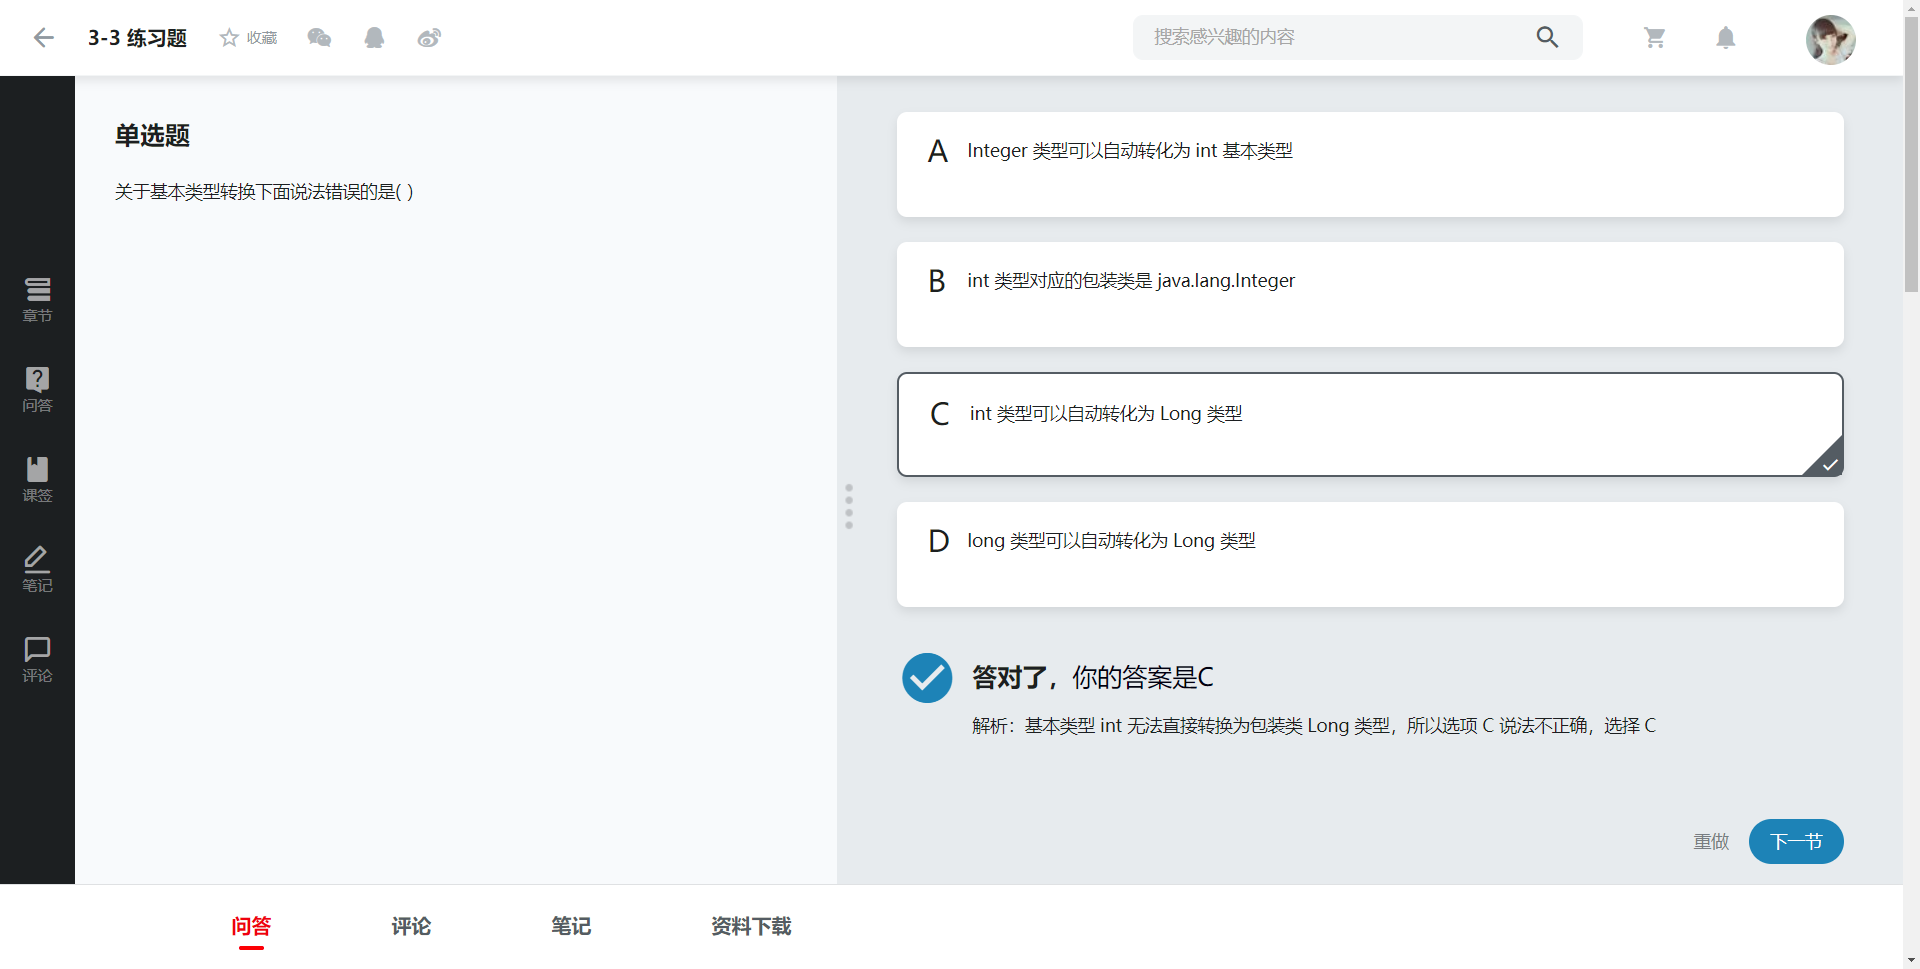 3-3 练习题
收藏
搜索感兴趣的内容
章节
问答
课签
笔记
评论
单选题
关于基本类型转换下面说法错误的是( )
A Integer 类型可以自动转化为 int 基本类型
B int 类型对应的包装类是 java.lang.Integer
C int 类型可以自动转化为 Long 类型
D long 类型可以自动转化为 Long 类型
答对了，你的答案是C
解析：基本类型 int 无法直接转换为包装类 Long 类型，所以选项 C 说法不正确，选择 C
重做
下一节
问答
评论
笔记
资料下载